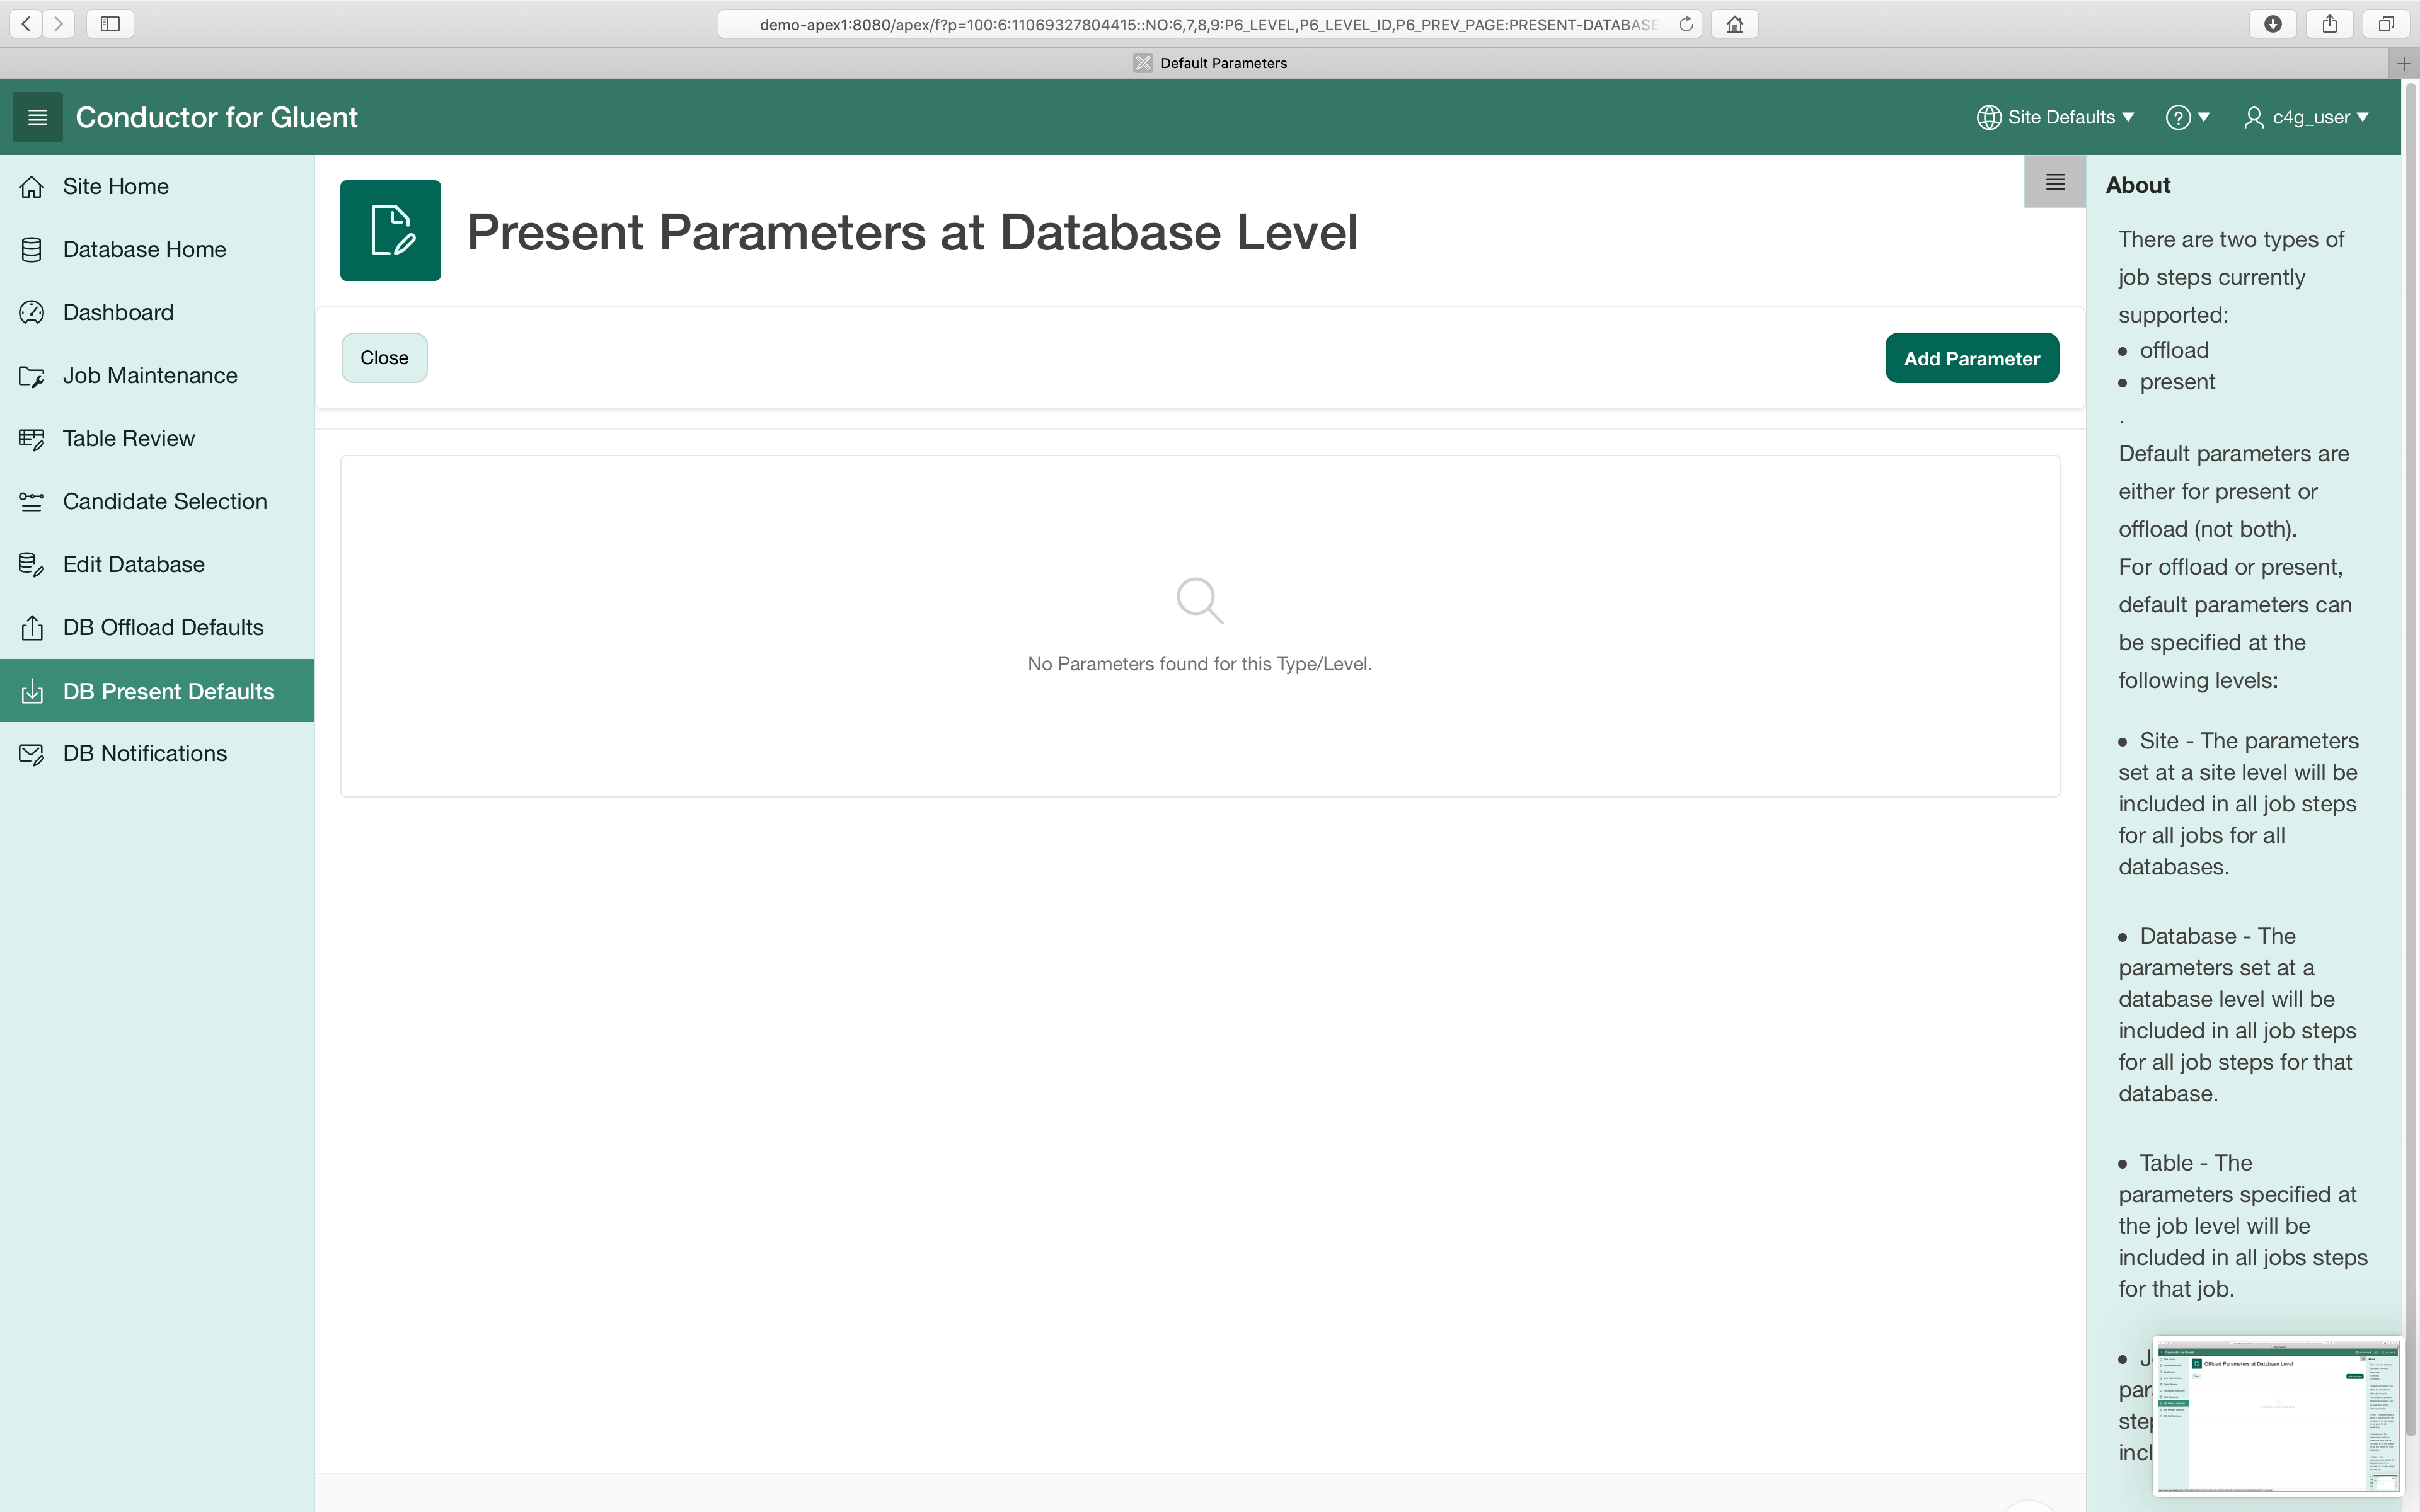 demo-apex1:8080/apex/f?p=100:6:11069327804415::NO:6,7,8,9:P6_LEVEL,P6_LEVEL_ID,P6_PREV_PAGE:PRESENT-DATABASE
Default Parameters
Conductor for Gluent
Site Defaults
?
c4g_user
Site Home
Database Home
Dashboard
Job Maintenance
Table Review
Candidate Selection
Edit Database
DB Offload Defaults
DB Present Defaults
DB Notifications
Present Parameters at Database Level
Close
Add Parameter
No Parameters found for this Type/Level.
About
There are two types of
job steps currently
supported:
• offload
• present
.
Default parameters are
either for present or
offload (not both).
For offload or present,
default parameters can
be specified at the
following levels:
• Site - The parameters
set at a site level will be
included in all job steps
for all jobs for all
databases.
• Database - The
parameters set at a
database level will be
included in all job steps
for all job steps for that
database.
• Table - The
parameters specified at
the job level will be
included in all jobs steps
for that job.
Offload Parameters at Database Level